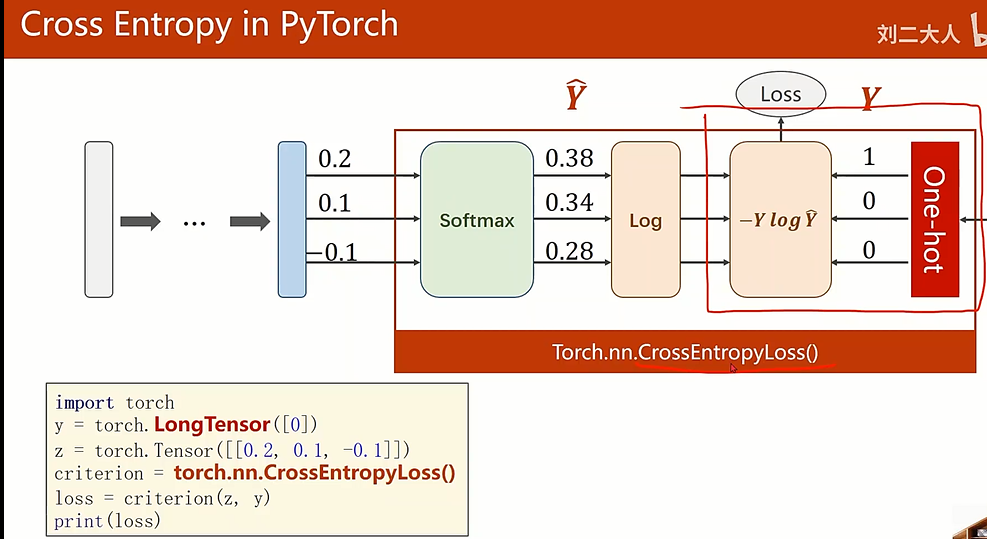 Cross Entropy in PyTorch
刘二大人
Ŷ
Loss
Y
0.2
0.1
-0.1
...
Softmax
0.38
0.34
0.28
Log
−Y log Ŷ
1
0
0
One-hot
Torch.nn.CrossEntropyLoss()
import torch
y = torch.LongTensor([0])
z = torch.Tensor([[0.2, 0.1, -0.1]])
criterion = torch.nn.CrossEntropyLoss()
loss = criterion(z, y)
print(loss)